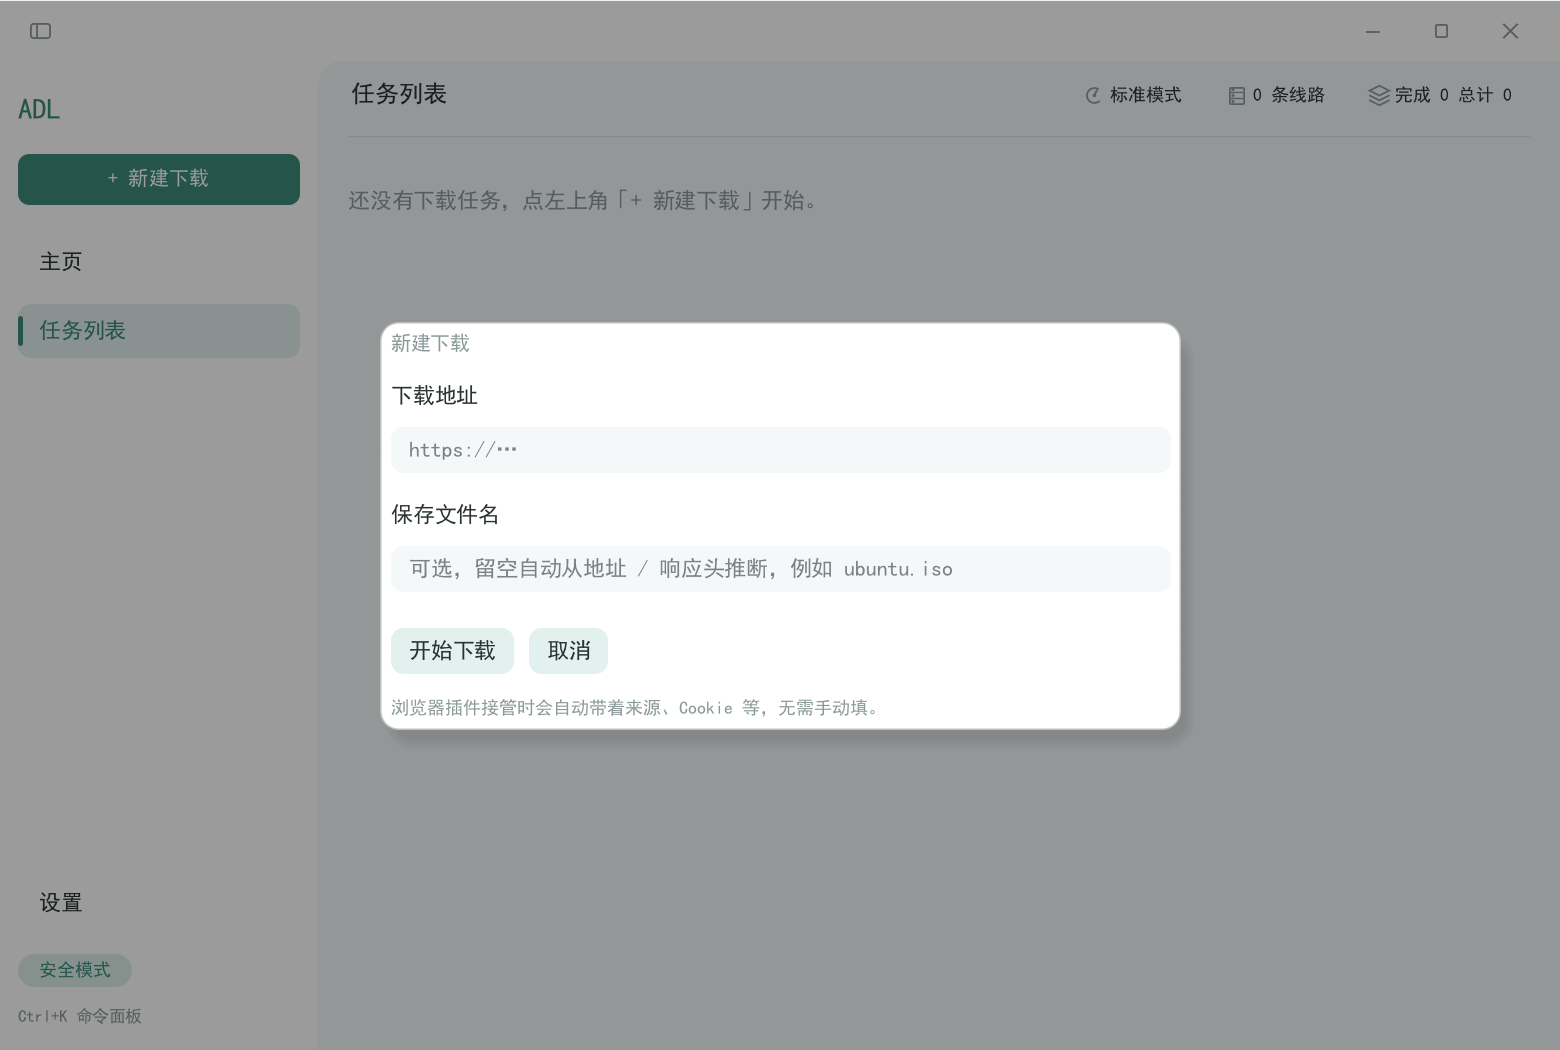 ADL
+ 新建下载
主页
任务列表
设置
安全模式
Ctrl+K 命令面板
任务列表
标准模式
0 条线路
完成 0 总计 0
还没有下载任务，点左上角「+ 新建下载」开始。
新建下载
下载地址
https://…
保存文件名
可选，留空自动从地址 / 响应头推断，例如 ubuntu.iso
开始下载
取消
浏览器插件接管时会自动带着来源、Cookie 等，无需手动填。